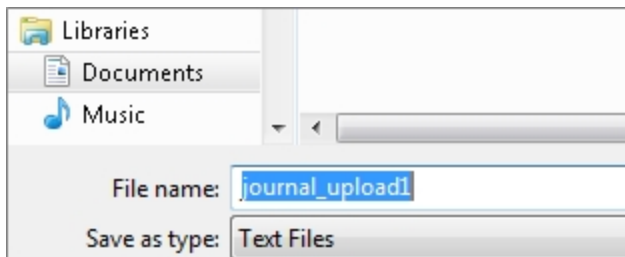 Libraries
Documents
Music
File name: journal_upload1
Save as type: Text Files